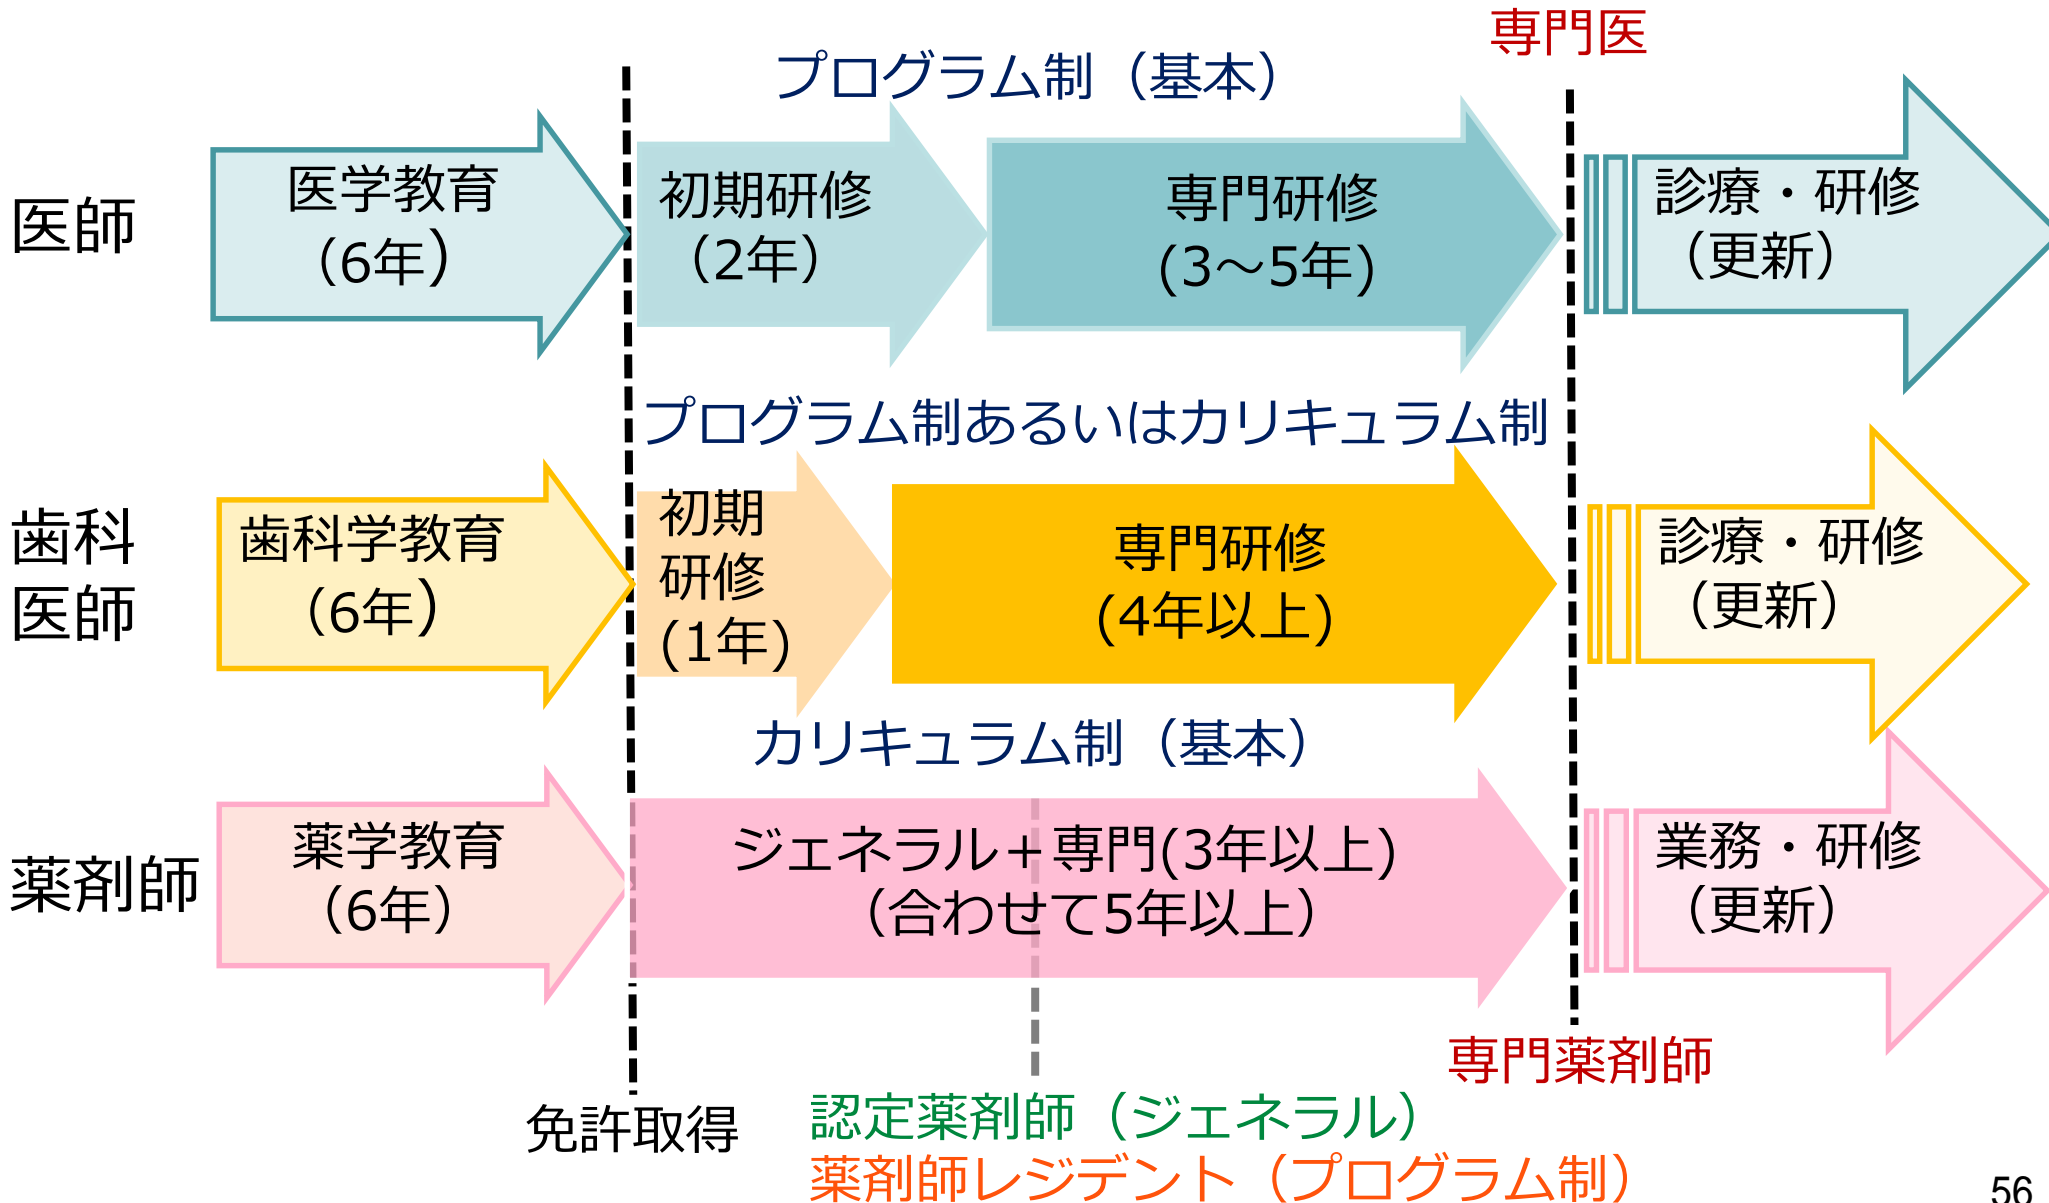 専門医
プログラム制（基本）
医師
医学教育
（6年）
初期研修
（2年）
専門研修
(3～5年)
診療・研修
（更新）
プログラム制あるいはカリキュラム制
歯科
医師
歯科学教育
（6年）
初期
研修
(1年)
専門研修
(4年以上)
診療・研修
（更新）
カリキュラム制（基本）
薬剤師
薬学教育
（6年）
ジェネラル＋専門(3年以上)
（合わせて5年以上）
業務・研修
（更新）
専門薬剤師
免許取得
認定薬剤師（ジェネラル）
薬剤師レジデント（プログラム制）
56